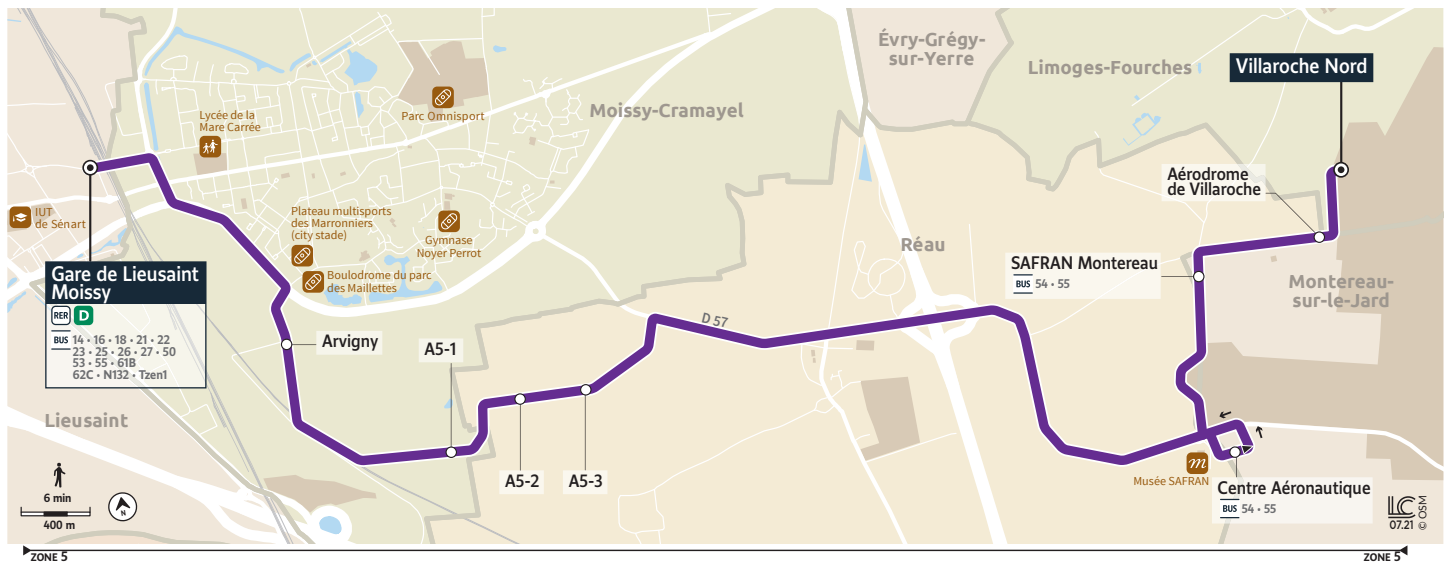 Évry-Grégy-
sur-Yerre
Limoges-Fourches
Villaroche Nord
Moissy-Cramayel
Parc Omnisport
Lycée de la
Mare Carrée
Aérodrome
de Villaroche
IUT
de Sénart
Plateau multisports
des Marronniers
(city stade)
Gymnase
Noyer Perrot
Boulodrome du parc
des Maillettes
Réau
SAFRAN Montereau
BUS 54 • 55
Montereau-
sur-le-Jard
Gare de Lieusaint
Moissy
RER D
BUS 14 • 16 • 18 • 21 • 22
23 • 25 • 26 • 27 • 50
53 • 55 • 61B
62C • N132 • Tzen1
D 57
Arvigny
A5-1
Lieusaint
A5-2
A5-3
m
Musée SAFRAN
Centre Aéronautique
BUS 54 • 55
6 min
400 m
N
LC
07.21
© OSM
ZONE 5
ZONE 5